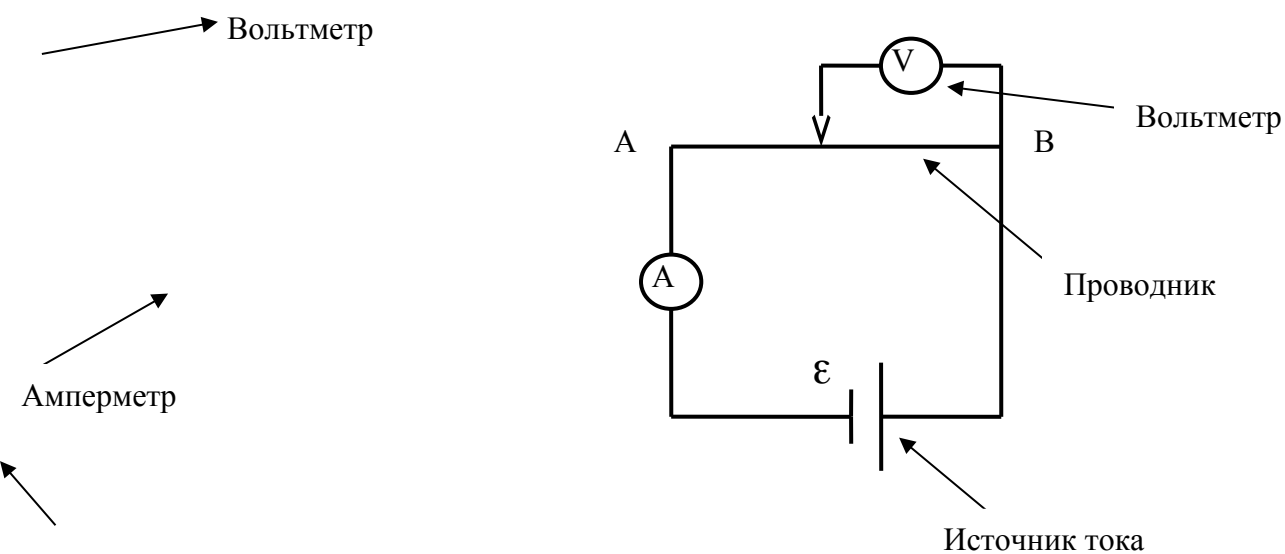 Вольтметр
V
Вольтметр
А
В
Проводник
А
ε
Амперметр
Источник тока